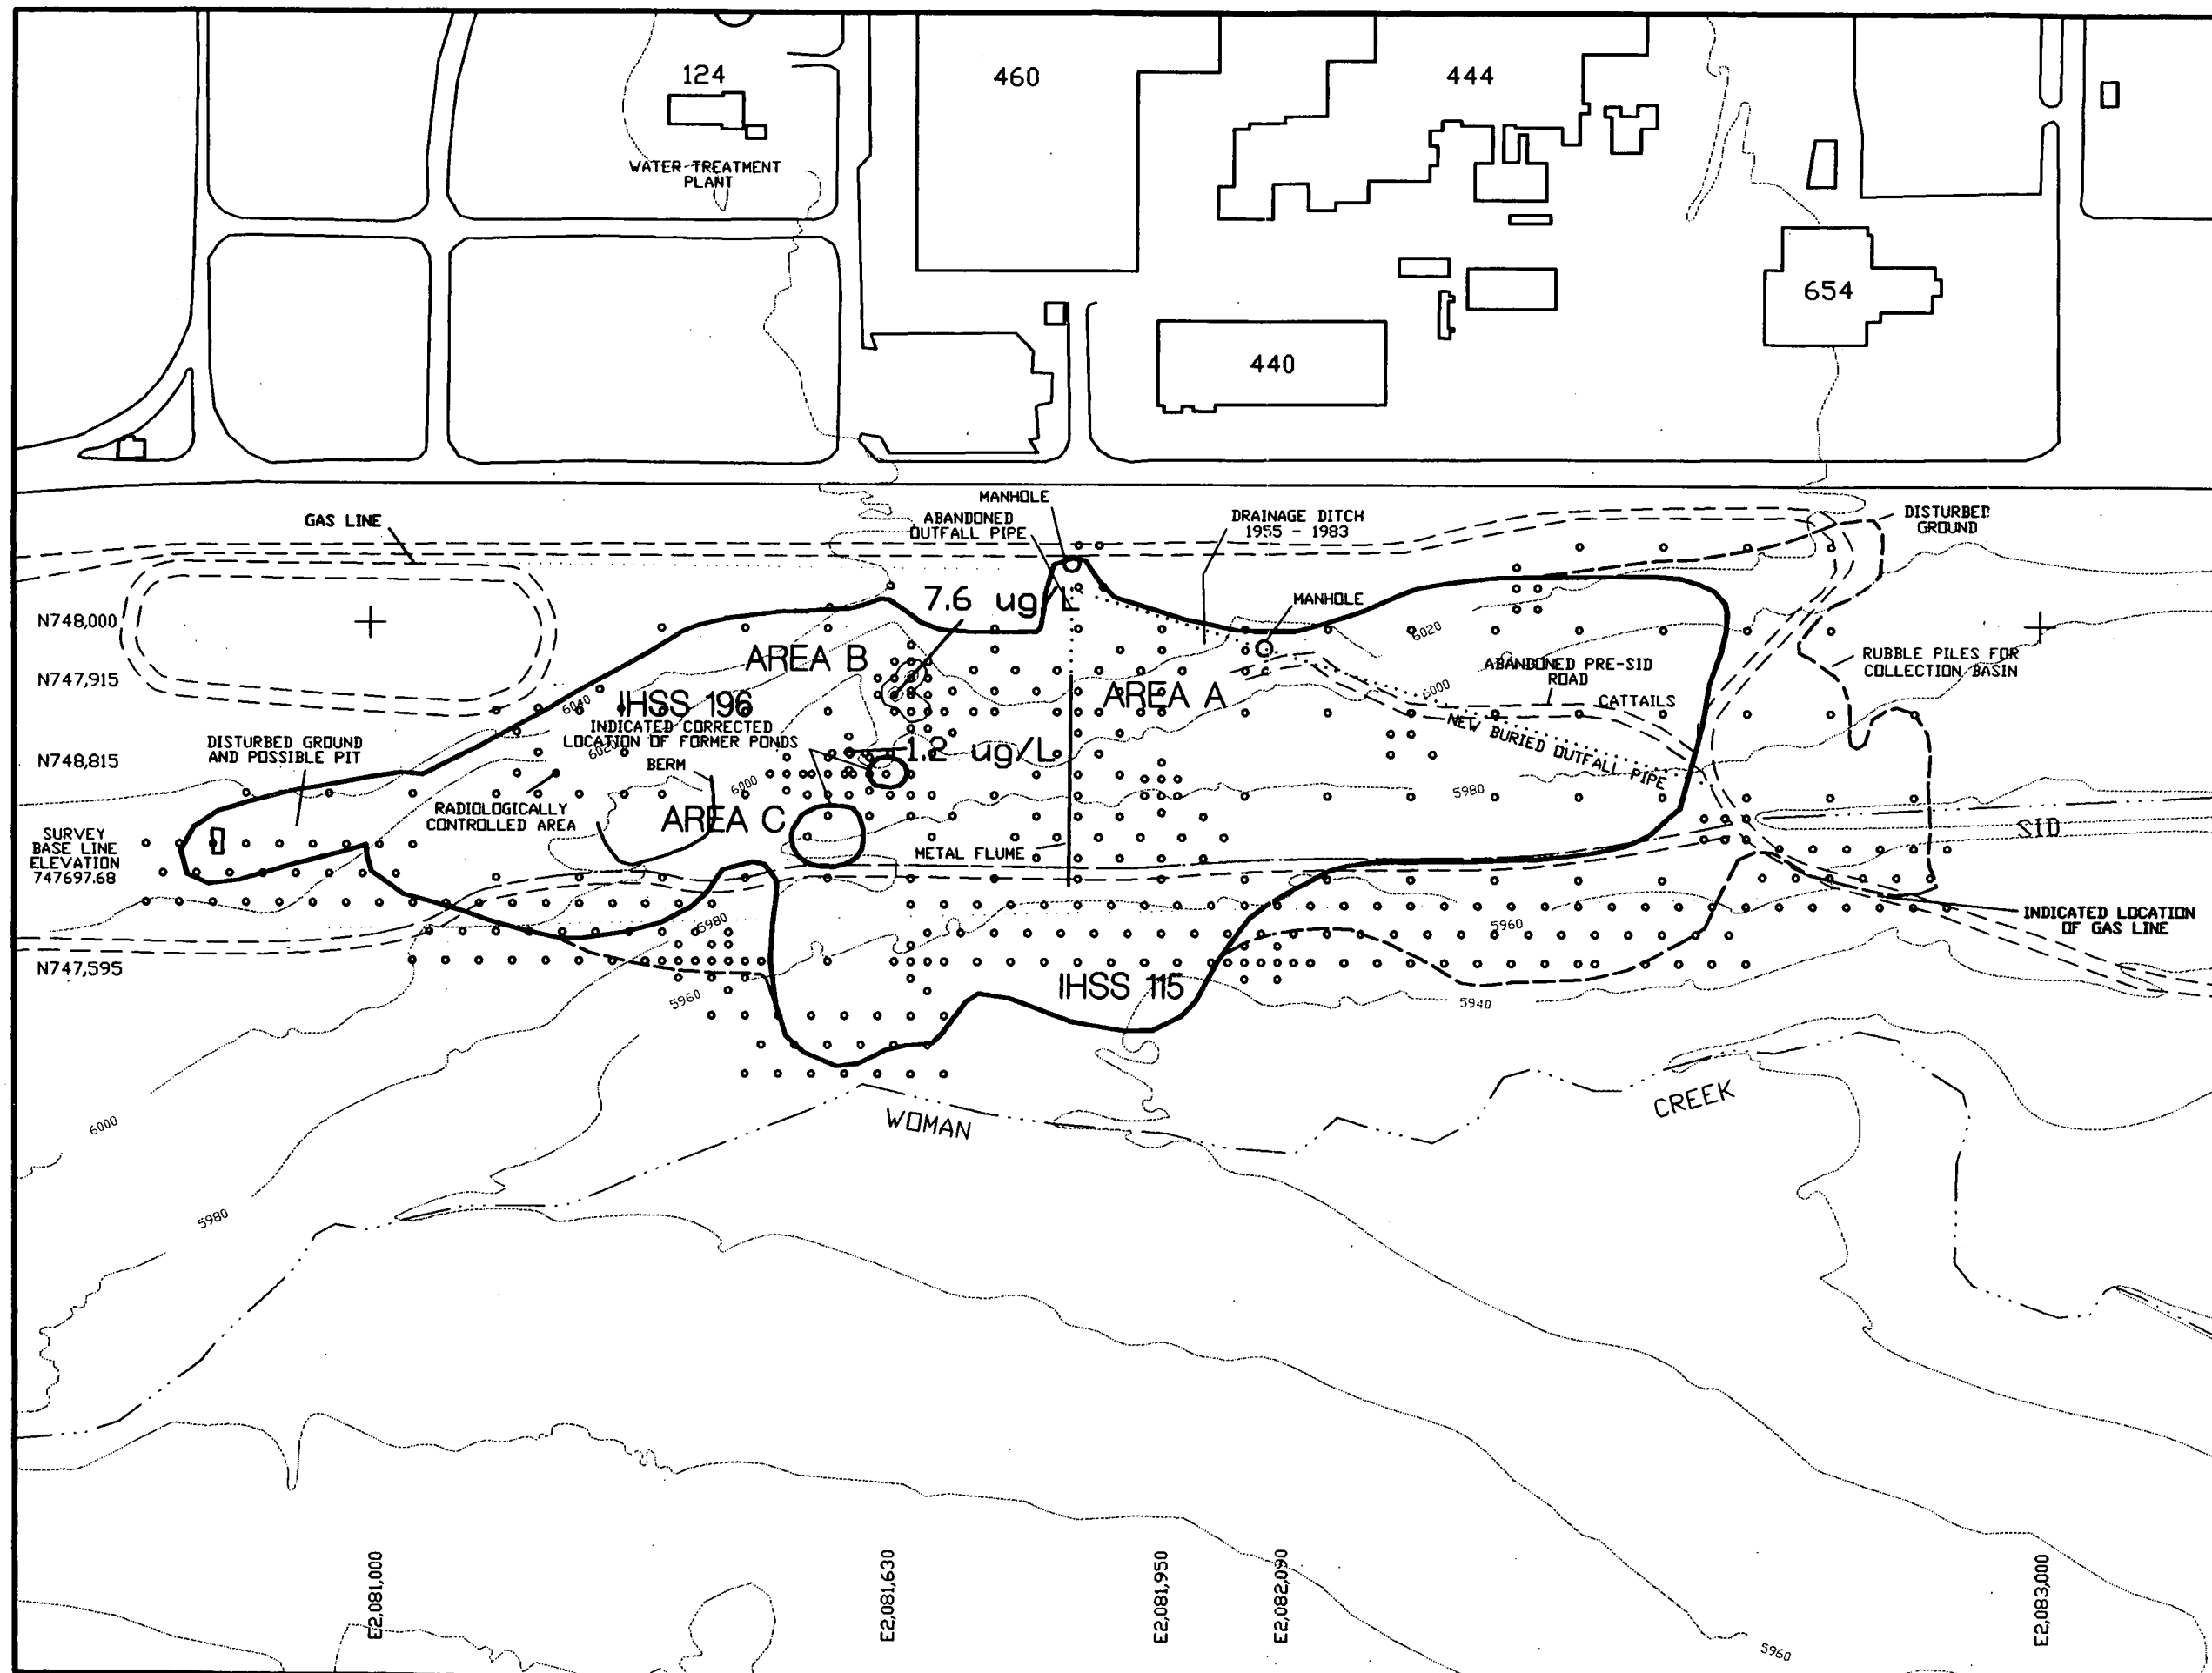 124
460
444
WATER-TREATMENT
PLANT
654
440
MANHOLE
GAS LINE
ABANDONED
OUTFALL PIPE
DRAINAGE DITCH
1955 - 1983
DISTURBED
GROUND
7.6 ug/L
MANHOLE
N748,000
6020
AREA B
ABANDONED PRE-SID
ROAD
RUBBLE PILES FOR
COLLECTION BASIN
N747,915
AREA A
6000
CATTAILS
6040
IHSS 196
INDICATED CORRECTED
LOCATION OF FORMER PONDS
NEW BURIED OUTFALL PIPE
DISTURBED GROUND
AND POSSIBLE PIT
6020
1.2 ug/L
N748,815
BERM
6000
5980
RADIOLOGICALLY
CONTROLLED AREA
AREA C
SID
SURVEY
BASE LINE
ELEVATION
747697.68
METAL FLUME
5980
5960
INDICATED LOCATION
OF GAS LINE
N747,595
5960
IHSS 115
5940
WOMAN
CREEK
6000
5980
E2,081,000
E2,081,630
E2,081,950
E2,082,090
E2,083,000
5960